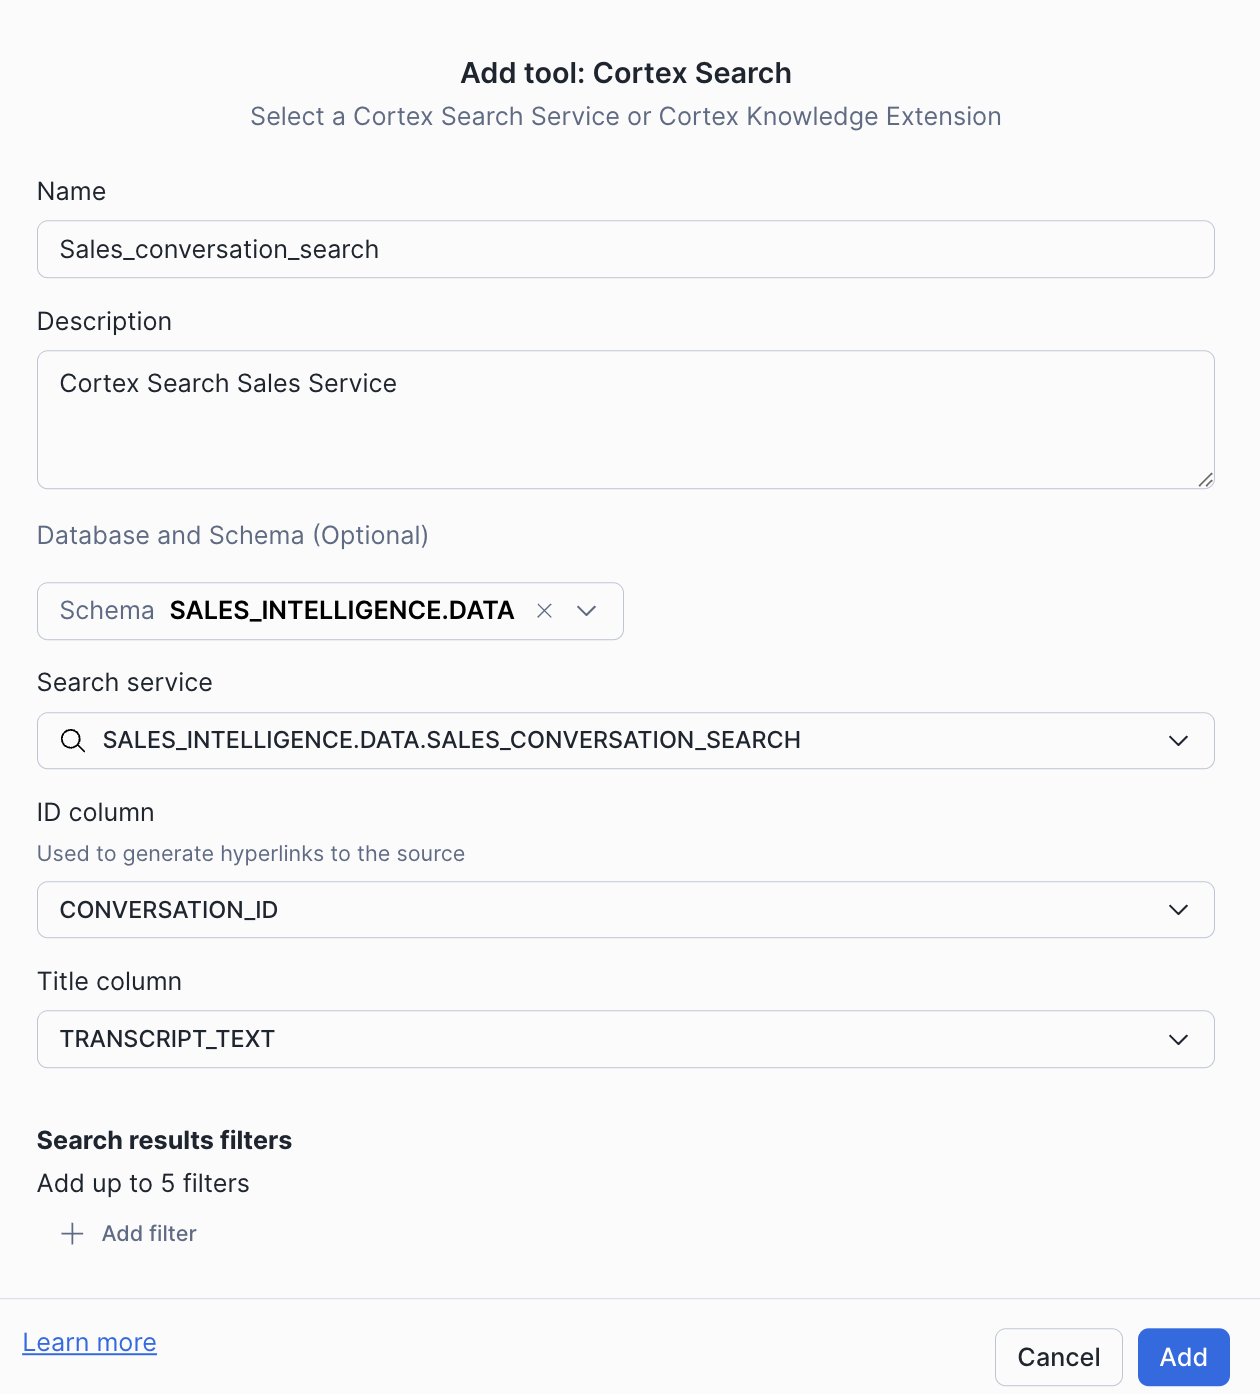 Add tool: Cortex Search
Select a Cortex Search Service or Cortex Knowledge Extension
Name
Sales_conversation_search
Description
Cortex Search Sales Service
Database and Schema (Optional)
Schema SALES_INTELLIGENCE.DATA
Search service
SALES_INTELLIGENCE.DATA.SALES_CONVERSATION_SEARCH
ID column
Used to generate hyperlinks to the source
CONVERSATION_ID
Title column
TRANSCRIPT_TEXT
Search results filters
Add up to 5 filters
Add filter
Learn more
Cancel
Add